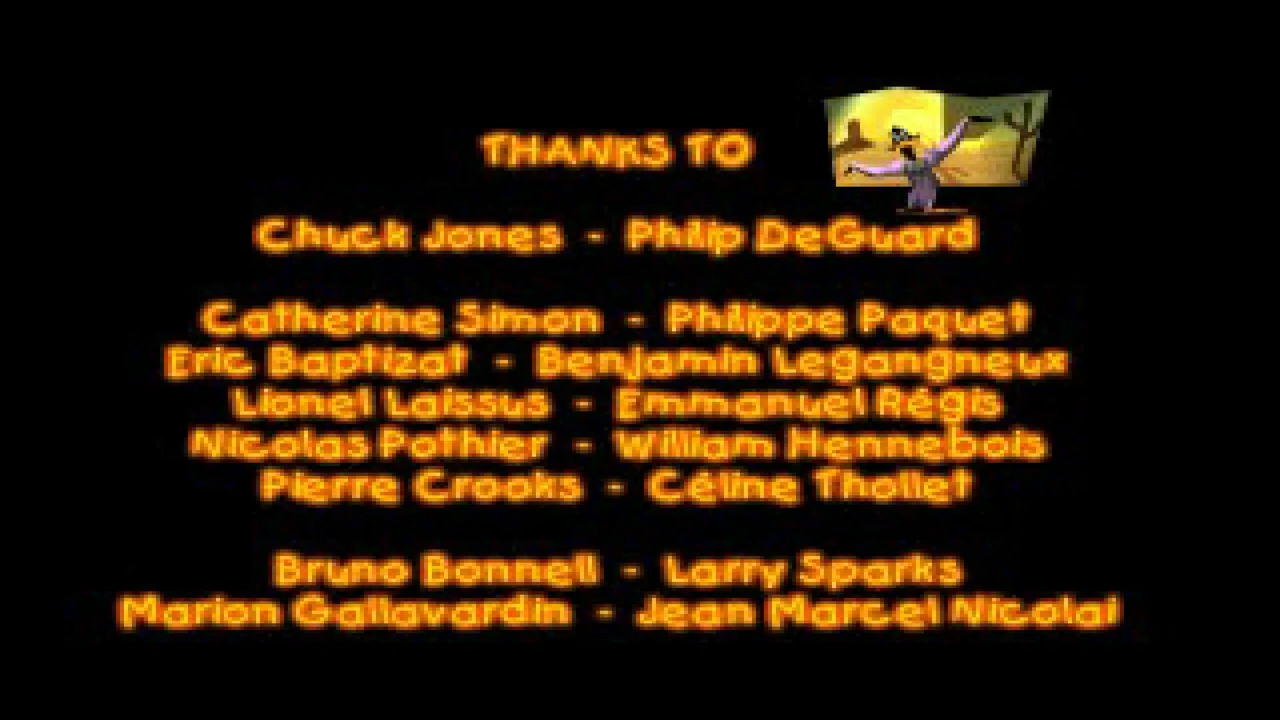 THANKS TO
Chuck Jones - Philip DeGuard
Catherine Simon - Philippe Paquet
Eric Baptizat - Benjamin Legangneux
Lionel Laissus - Emmanuel Régis
Nicolas Pothier - William Hennebois
Pierre Crooks - Céline Thollet
Bruno Bonnell - Larry Sparks
Marion Gallavardin - Jean Marcel Nicolai